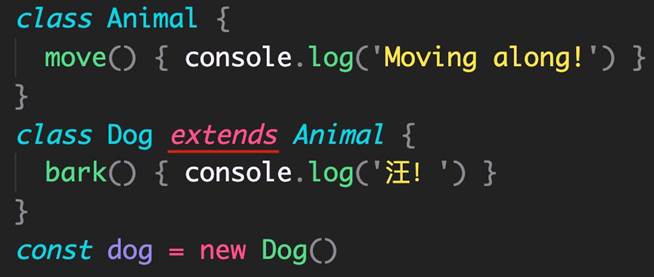 class Animal {
move() { console.log('Moving along!') }
}
class Dog extends Animal {
bark() { console.log('汪! ') }
}
const dog = new Dog()